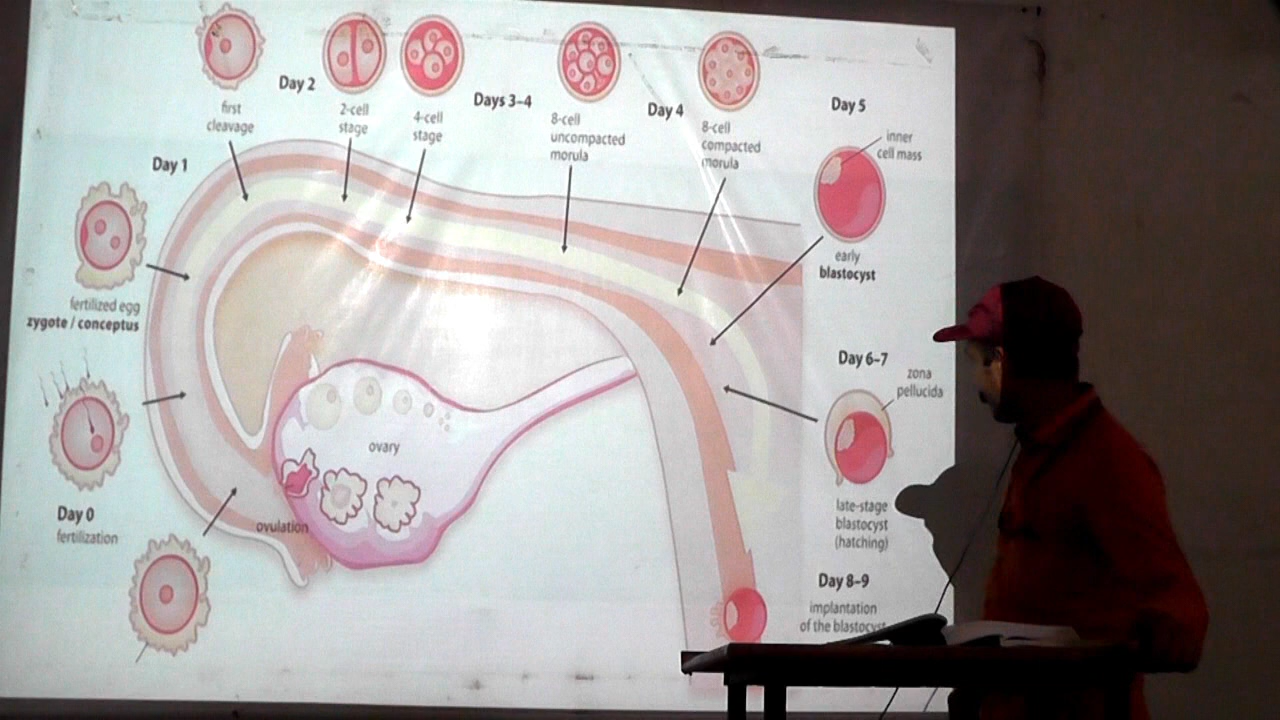 Day 2
Days 3–4
Day 4
Day 5
first
cleavage
2-cell
stage
4-cell
stage
8-cell
uncompacted
morula
8-cell
compacted
morula
inner
cell mass
Day 1
early
blastocyst
fertilized egg
zygote / conceptus
Day 6–7
zona
pellucida
ovary
Day 0
fertilization
ovulation
late-stage
blastocyst
(hatching)
Day 8–9
implantation
of the blastocyst